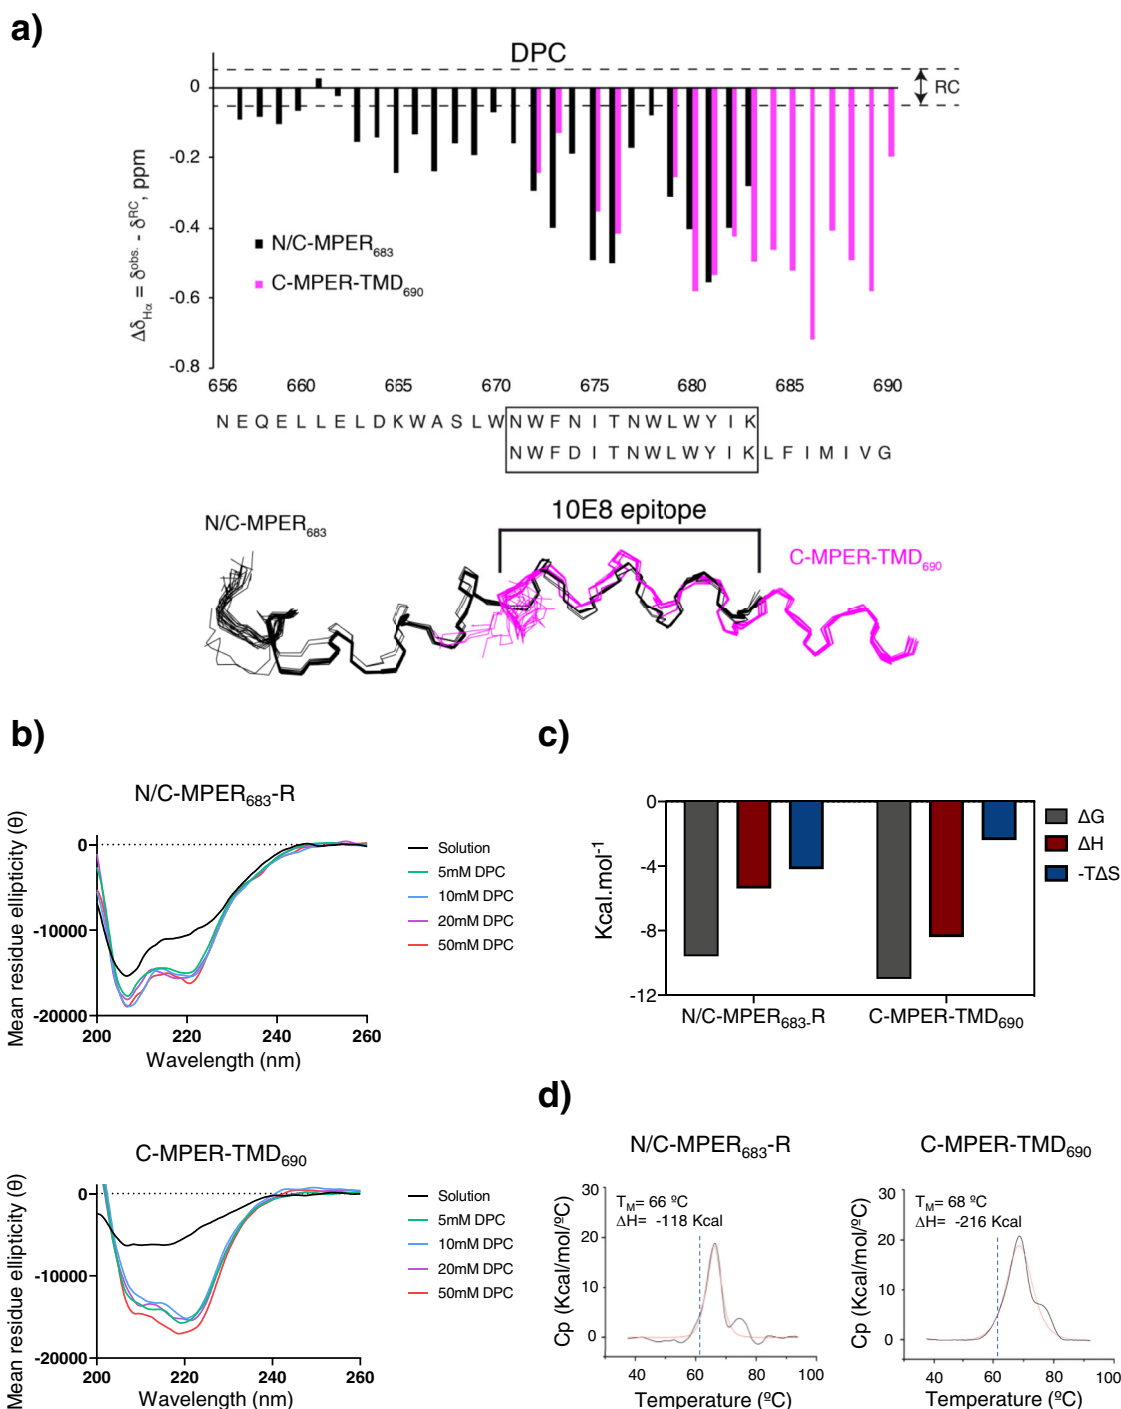 a)
DPC
0
-0.2
-0.4
-0.6
-0.8
RC
Δδ_Hα = δ^obs. - δ^RC, ppm
N/C-MPER683
C-MPER-TMD690
656 660 665 670 675 680 685 690
N E Q E L L E L D K W A S L W N W F N I T N W L W Y I K
N W F D I T N W L W Y I K L F I M I V G
10E8 epitope
N/C-MPER683
C-MPER-TMD690
b)
N/C-MPER683-R
Mean residue ellipticity (θ)
0
-10000
-20000
200 220 240 260
Wavelength (nm)
Solution
5mM DPC
10mM DPC
20mM DPC
50mM DPC
C-MPER-TMD690
Mean residue ellipticity (θ)
0
-10000
-20000
200 220 240 260
Wavelength (nm)
Solution
5mM DPC
10mM DPC
20mM DPC
50mM DPC
c)
Kcal.mol-1
0
-4
-8
-12
N/C-MPER683-R
C-MPER-TMD690
ΔG
ΔH
-TΔS
d)
N/C-MPER683-R
Cp (Kcal/mol/ºC)
30
20
10
0
TM= 66 ºC
ΔH= -118 Kcal
40 60 80 100
Temperature (ºC)
C-MPER-TMD690
Cp (Kcal/mol/ºC)
30
20
10
0
TM= 68 ºC
ΔH= -216 Kcal
40 60 80 100
Temperature (ºC)